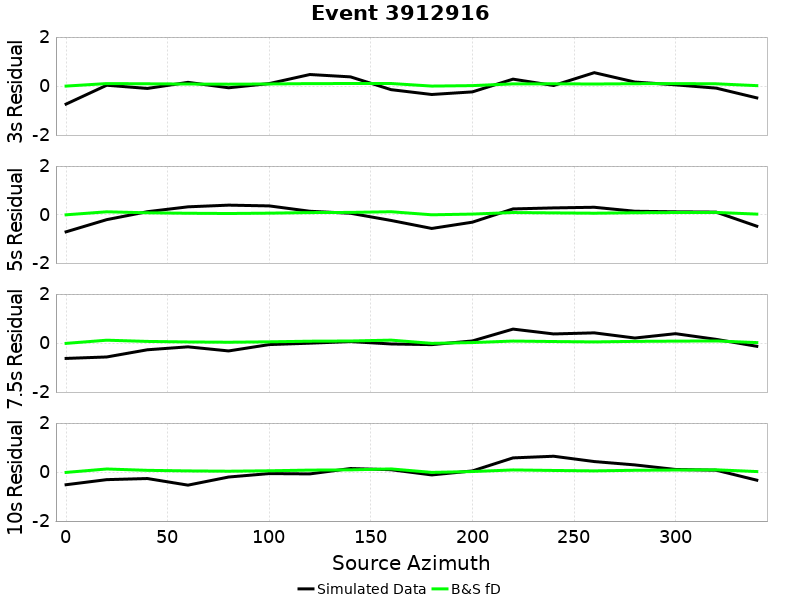 Event 3912916
3s Residual
2
0
-2
5s Residual
2
0
-2
7.5s Residual
2
0
-2
10s Residual
2
0
-2
0 50 100 150 200 250 300
Source Azimuth
Simulated Data B&S fD